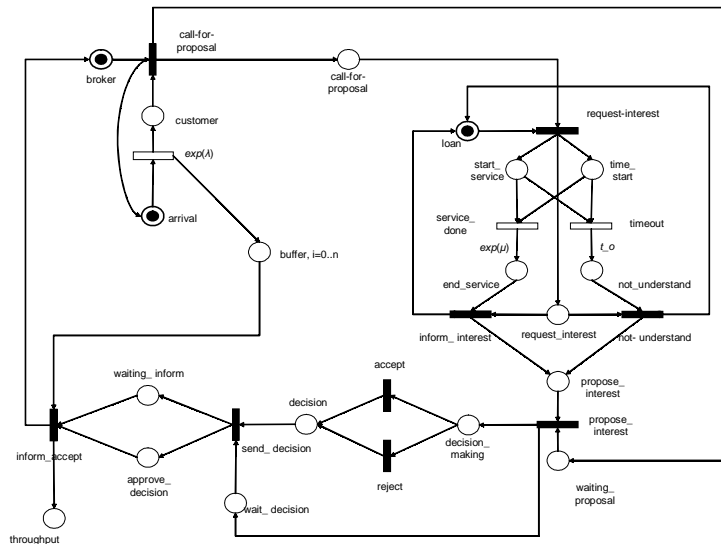 call-for-
proposal
broker
call-for-
proposal
customer
request-interest
loan
exp(λ)
start_
service
time_
start
arrival
service_
done
timeout
buffer, i=0..n
exp(μ)
t_o
end_service
not_understand
inform_ interest
request_interest
not- understand
accept
waiting_ inform
decision
propose_
interest
propose_
interest
inform_accept
send_ decision
decision_
making
approve_
decision
reject
waiting_
proposal
wait_ decision
throughput